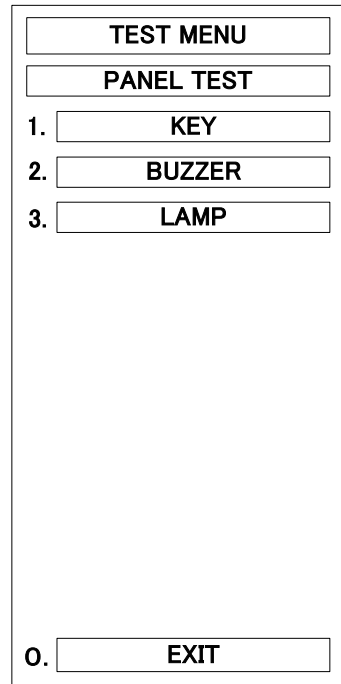 TEST MENU
PANEL TEST
1. KEY
2. BUZZER
3. LAMP
0. EXIT